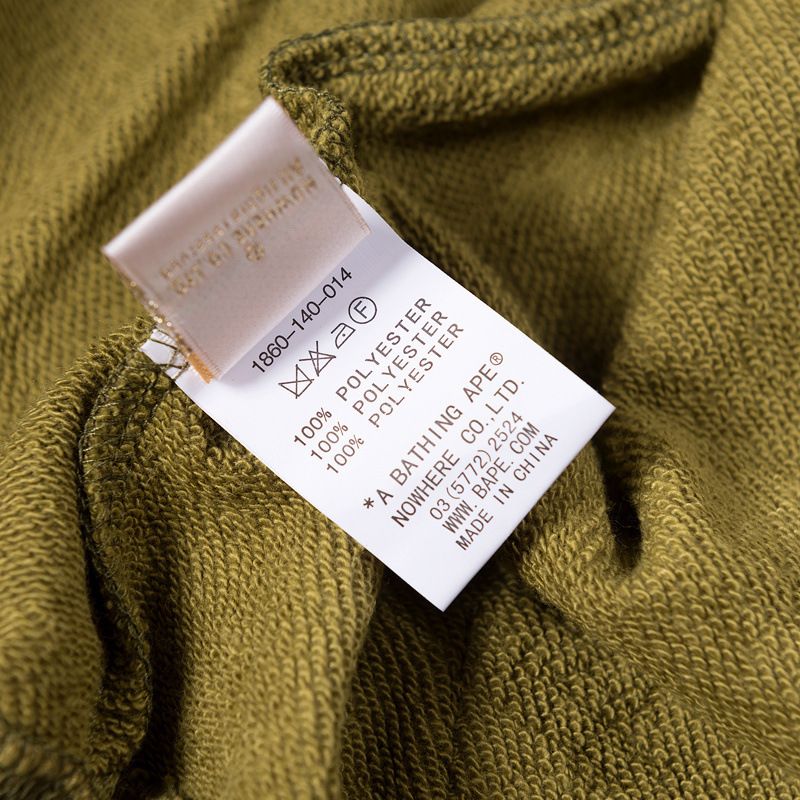 1860-140-014
F
100% POLYESTER
100% POLYESTER
100% POLYESTER
*A BATHING APE®
NOWHERE CO. LTD.
03(5772)2524
WWW. BAPE. COM
MADE IN CHINA